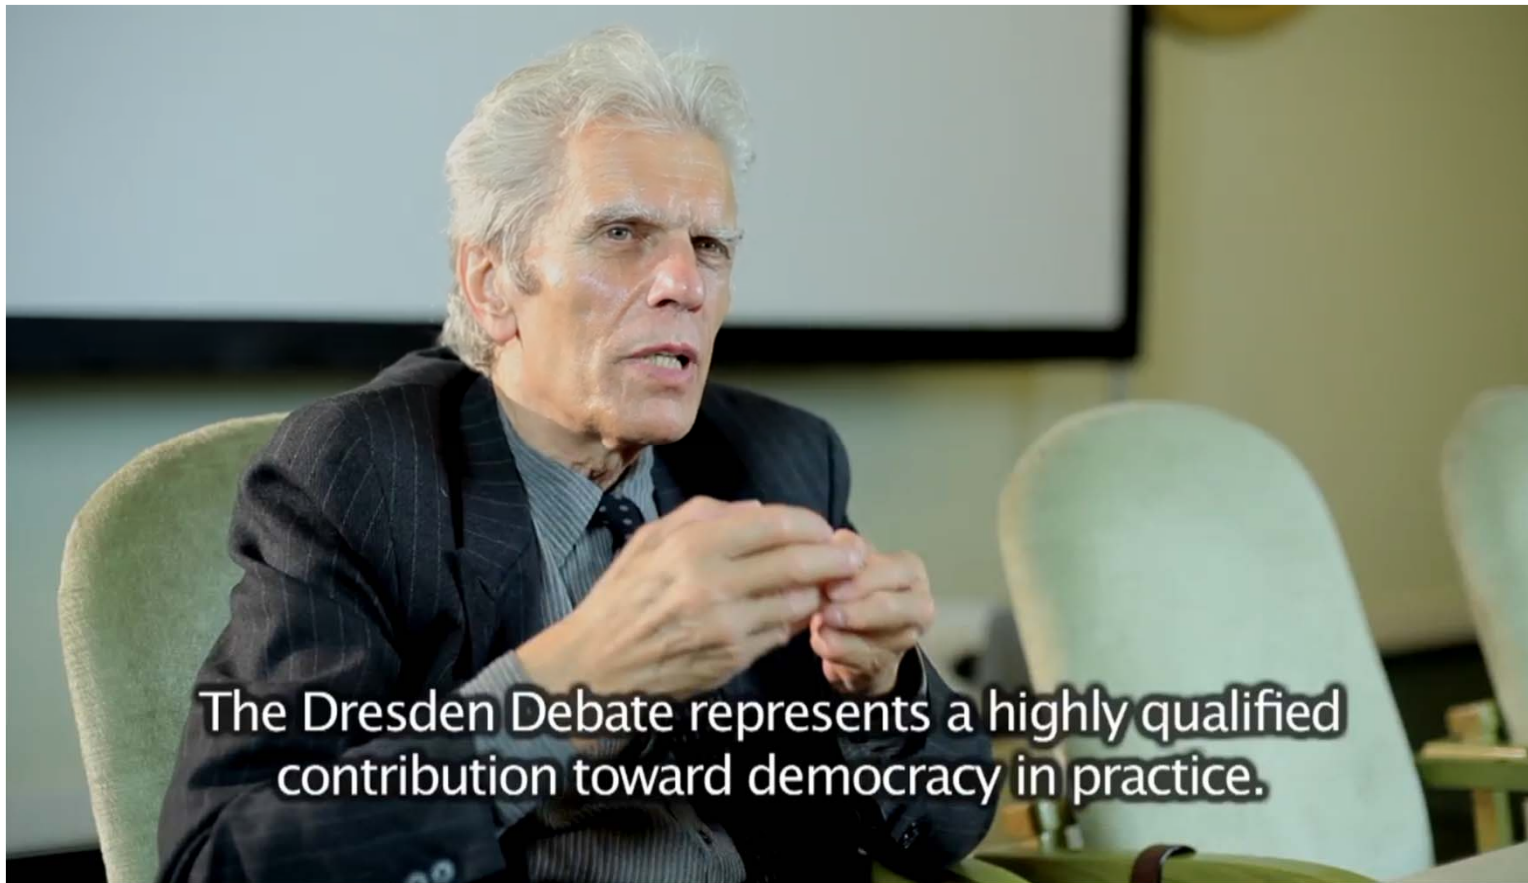 The Dresden Debate represents a highly qualified
contribution toward democracy in practice.